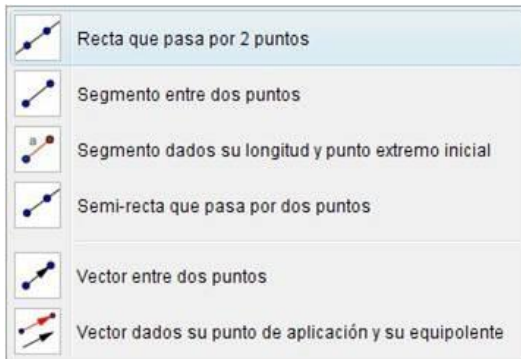 Recta que pasa por 2 puntos
Segmento entre dos puntos
a
Segmento dados su longitud y punto extremo inicial
Semi-recta que pasa por dos puntos
Vector entre dos puntos
Vector dados su punto de aplicación y su equipolente